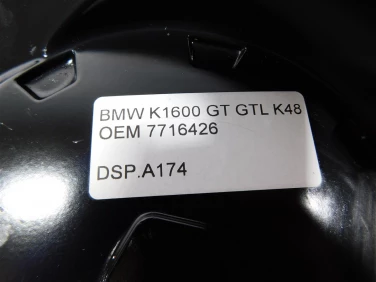 BMW K1600 GT GTL K48
OEM 7716426
DSP.A174